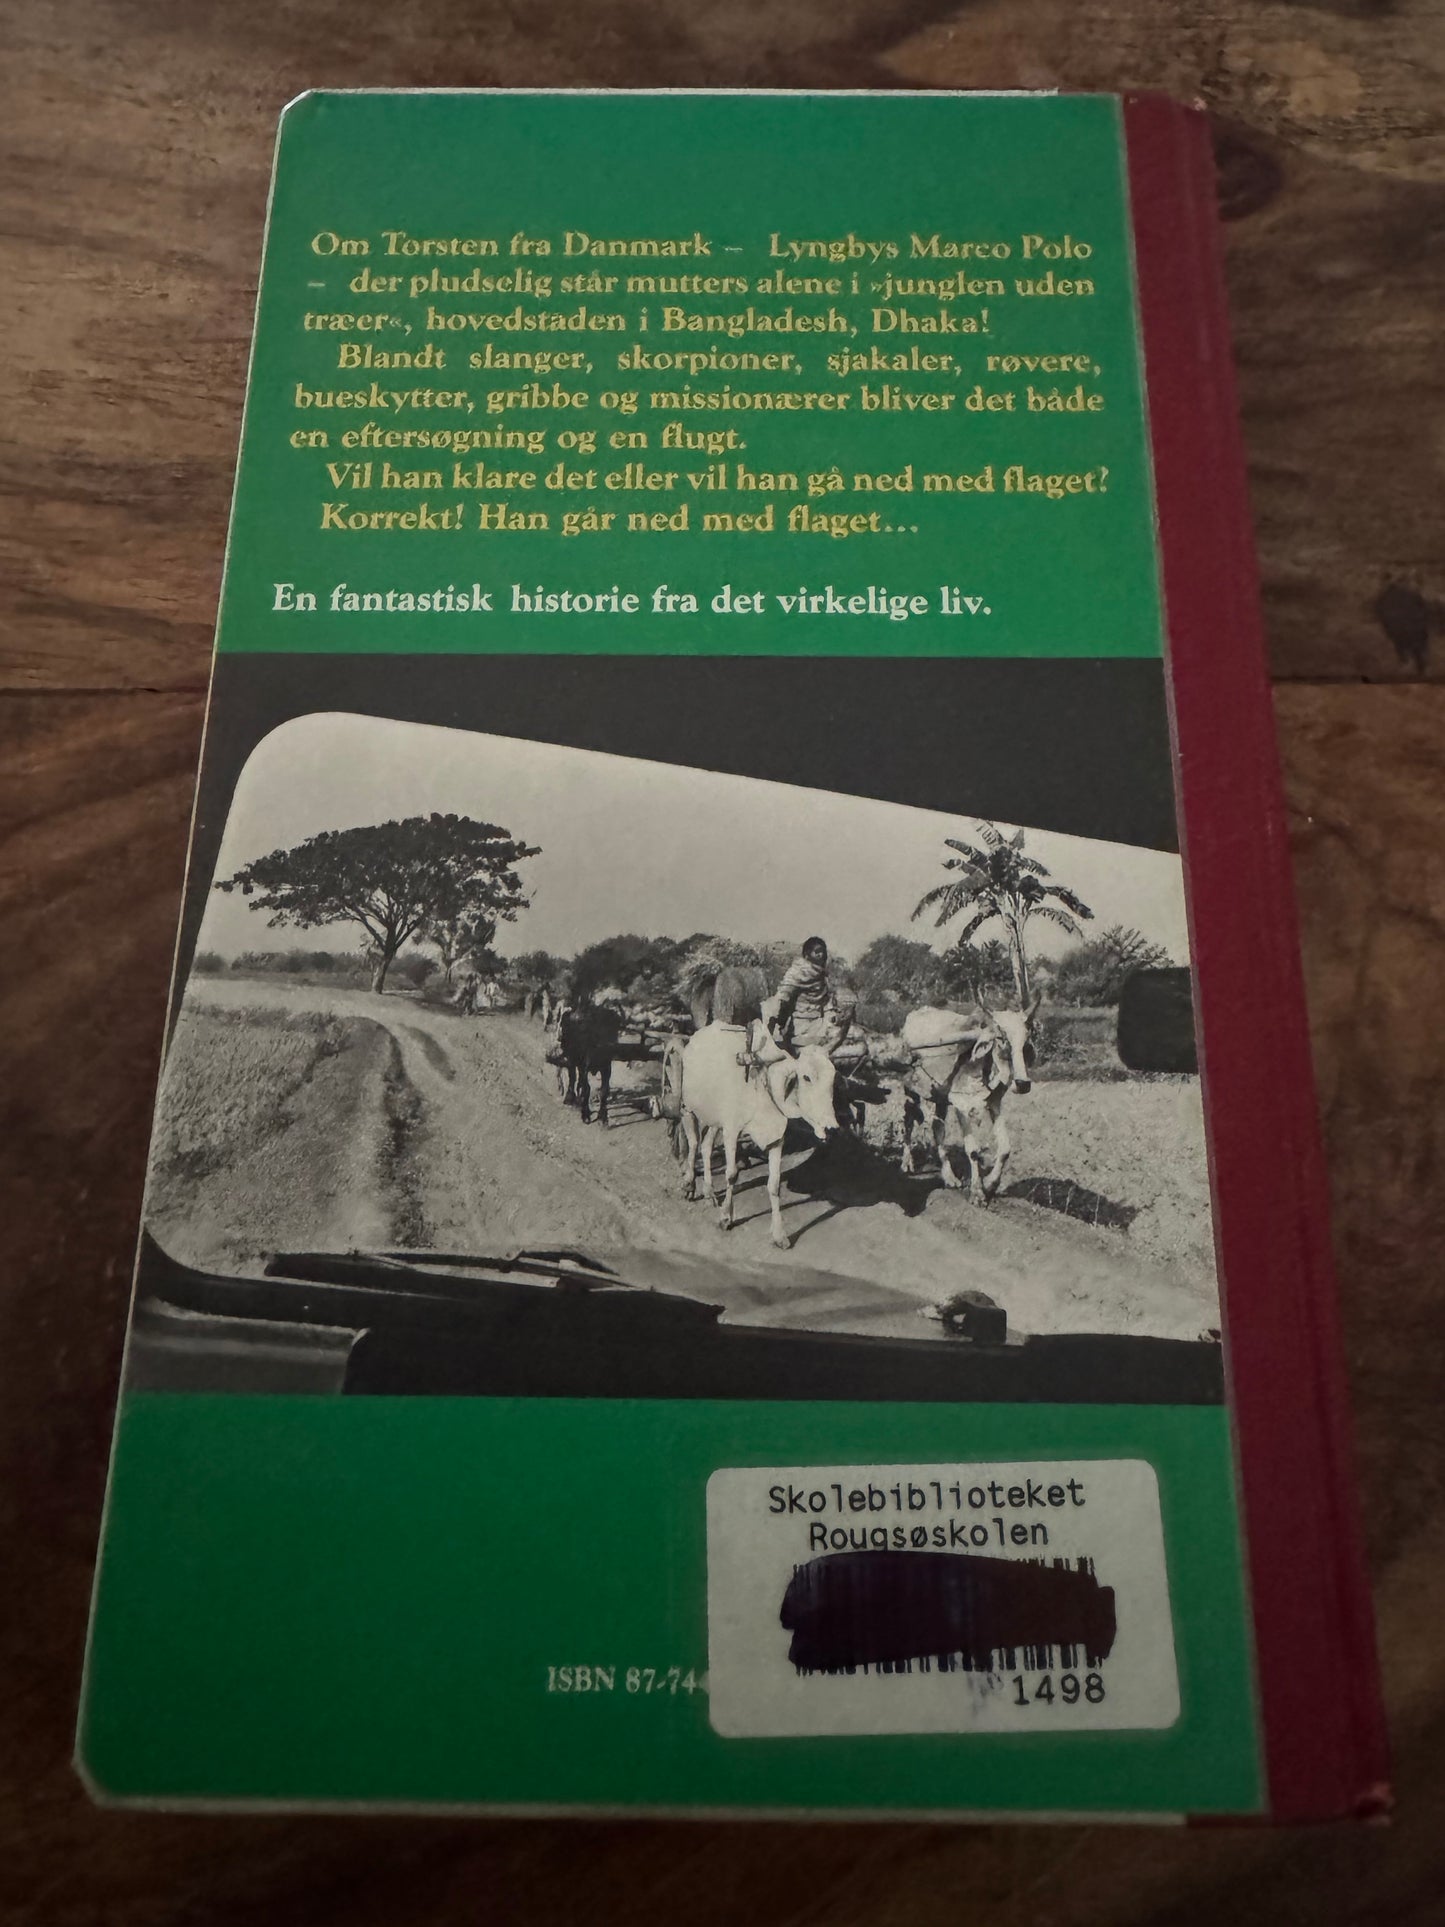 Om Torsten fra Danmark – Lyngbys Marco Polo
– der pludselig står mutters alene i »junglen uden
træer«, hovedstaden i Bangladesh, Dhaka!
Blandt slanger, skorpioner, sjakaler, røvere,
bueskytter, gribbe og missionærer bliver det både
en eftersøgning og en flugt.
Vil han klare det eller vil han gå ned med flaget?
Korrekt! Han går ned med flaget...
En fantastisk historie fra det virkelige liv.
Skolebiblioteket
Rougsøskolen
ISBN 87-74
1498